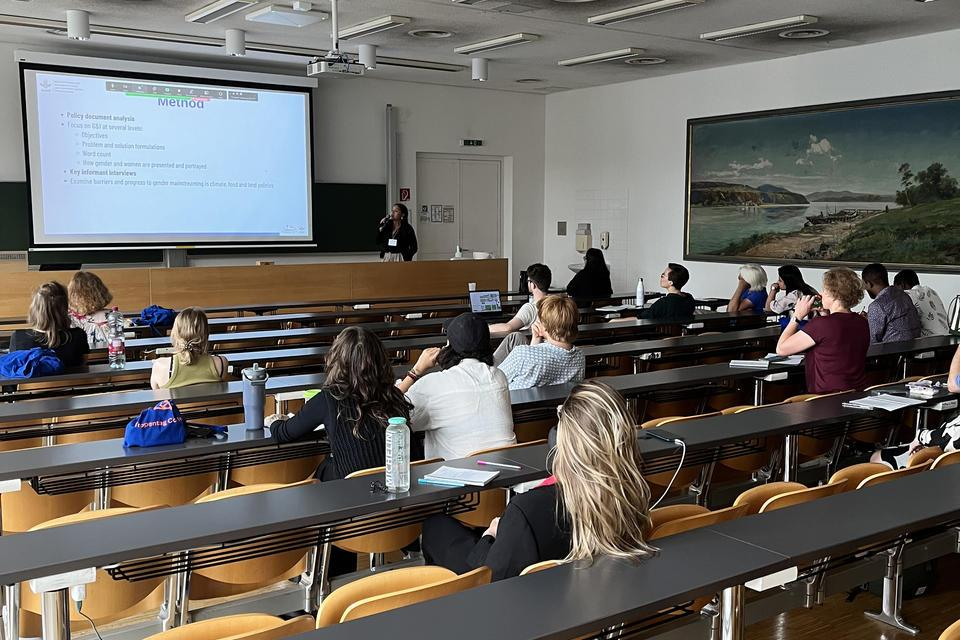 Method
Policy document analysis
Focus on GSI at several levels:
Objectives
Problem and solution formulations
Word count
How gender and women are presented and portrayed
Key informant interviews
Examine barriers and progress to gender mainstreaming is climate, food and land policies